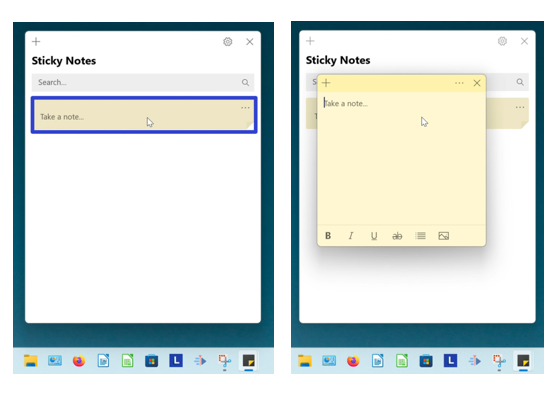 Sticky Notes
Search...
Take a note...
L
Sticky Notes
S
Take a note...
T
B I U ab
L